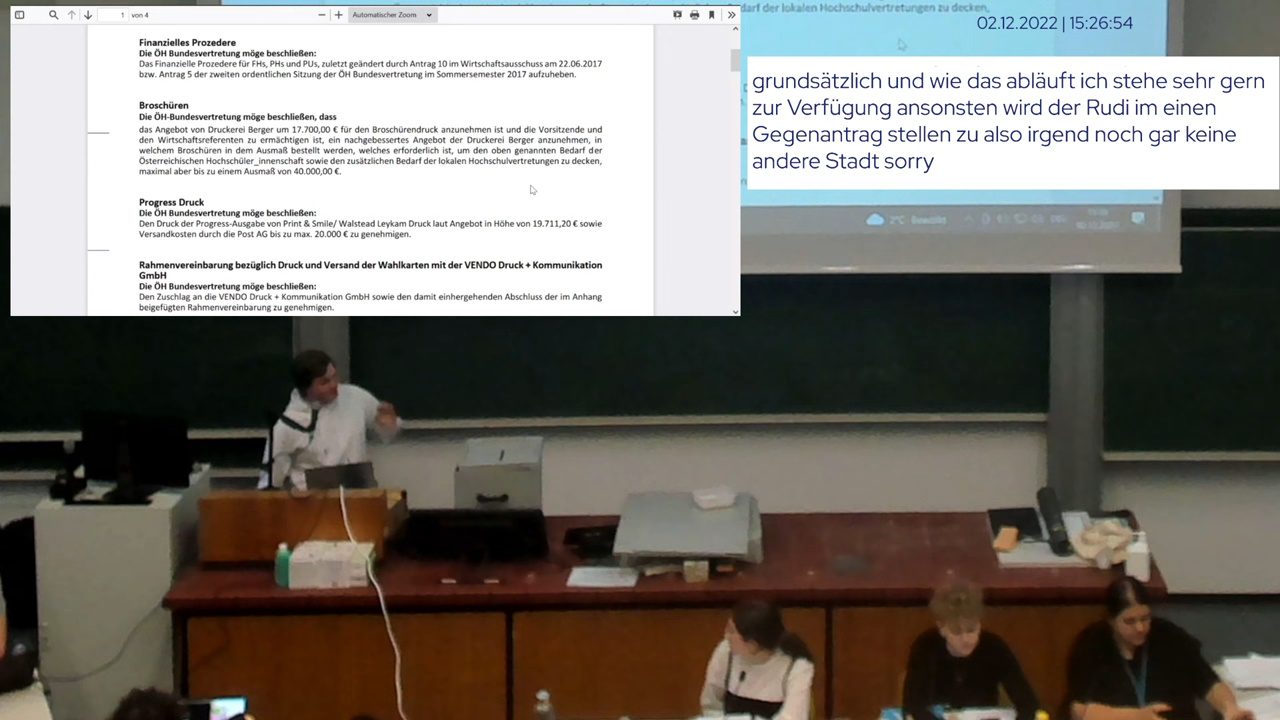 1 von 4
Automatischer Zoom
Finanzielles Prozedere
Die ÖH Bundesvertretung möge beschließen:
Das Finanzielle Prozedere für FHs, PHs und PUs, zuletzt geändert durch Antrag 10 im Wirtschaftsausschuss am 22.06.2017
bzw. Antrag 5 der zweiten ordentlichen Sitzung der ÖH Bundesvertretung im Sommersemester 2017 aufzuheben.
Broschüren
Die ÖH-Bundesvertretung möge beschließen, dass
das Angebot von Druckerei Berger um 17.700,00 € für den Broschürendruck anzunehmen ist und die Vorsitzende und
den Wirtschaftsreferenten zu ermächtigen ist, ein nachgebessertes Angebot der Druckerei Berger anzunehmen, in
welchem Broschüren in dem Ausmaß bestellt werden, welches erforderlich ist, um den oben genannten Bedarf der
Österreichischen Hochschüler_innenschaft sowie den zusätzlichen Bedarf der lokalen Hochschulvertretungen zu decken,
maximal aber bis zu einem Ausmaß von 40.000,00 €.
Progress Druck
Die ÖH Bundesvertretung möge beschließen:
Den Druck der Progress-Ausgabe von Print & Smile/ Walstead Leykam Druck laut Angebot in Höhe von 19.711,20 € sowie
Versandkosten durch die Post AG bis zu max. 20.000 € zu genehmigen.
Rahmenvereinbarung bezüglich Druck und Versand der Wahlkarten mit der VENDO Druck + Kommunikation
GmbH
Die ÖH Bundesvertretung möge beschließen:
Den Zuschlag an die VENDO Druck + Kommunikation GmbH sowie den damit einhergehenden Abschluss der im Anhang
beigefügten Rahmenvereinbarung zu genehmigen.
darf der lokalen Hochschulvertretungen zu decken,
02.12.2022 | 15:26:54
grundsätzlich und wie das abläuft ich stehe sehr gern
zur Verfügung ansonsten wird der Rudi im einen
Gegenantrag stellen zu also irgend noch gar keine
andere Stadt sorry
2°C Bewölkt